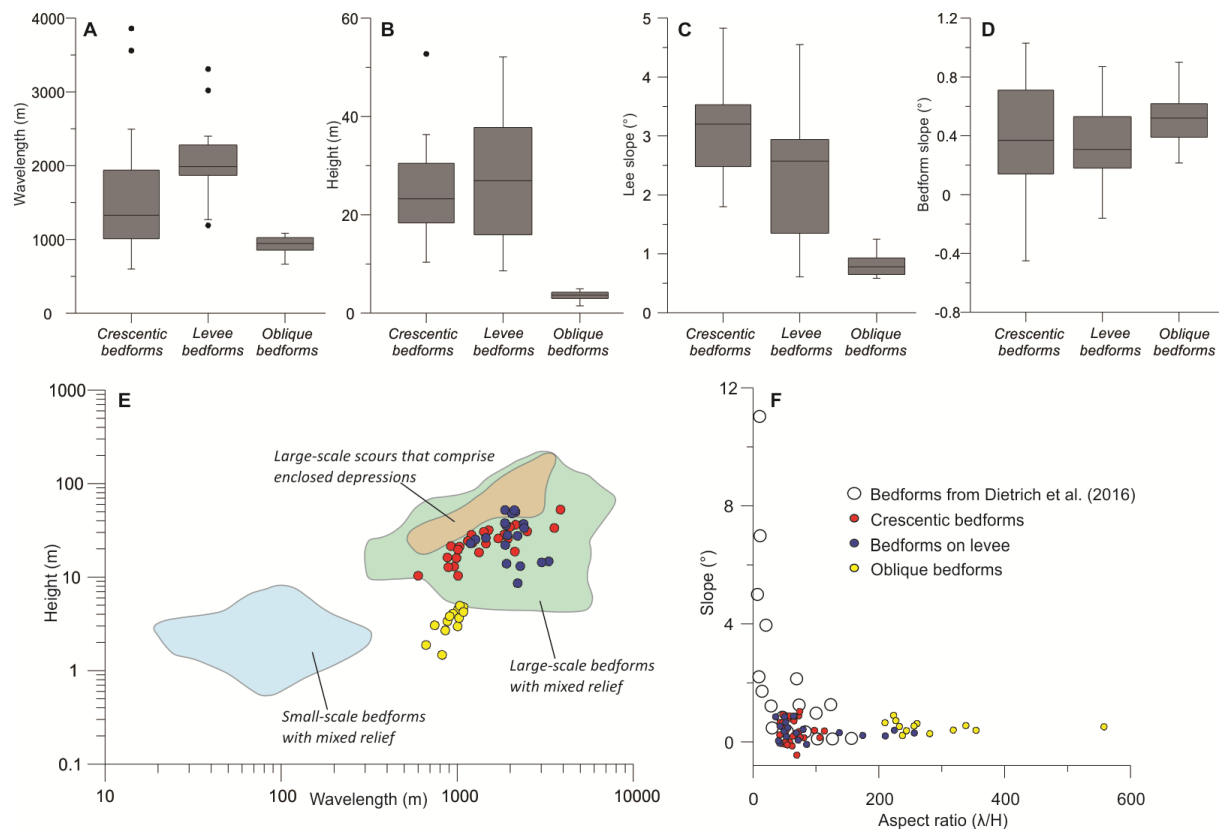 A
Wavelength (m)
4000
3000
2000
1000
0
Crescentic
bedforms
Levee
bedforms
Oblique
bedforms
B
Height (m)
60
40
20
0
Crescentic
bedforms
Levee
bedforms
Oblique
bedforms
C
Lee slope (°)
5
4
3
2
1
0
Crescentic
bedforms
Levee
bedforms
Oblique
bedforms
D
Bedform slope (°)
1.2
0.8
0.4
0
-0.4
-0.8
Crescentic
bedforms
Levee
bedforms
Oblique
bedforms
E
Height (m)
1000
100
10
1
0.1
Large-scale scours that comprise
enclosed depressions
Large-scale bedforms
with mixed relief
Small-scale bedforms
with mixed relief
10
100
1000
10000
Wavelength (m)
F
Slope (°)
12
8
4
0
Bedforms from Dietrich et al. (2016)
Crescentic bedforms
Bedforms on levee
Oblique bedforms
0
200
400
600
Aspect ratio (λ/H)